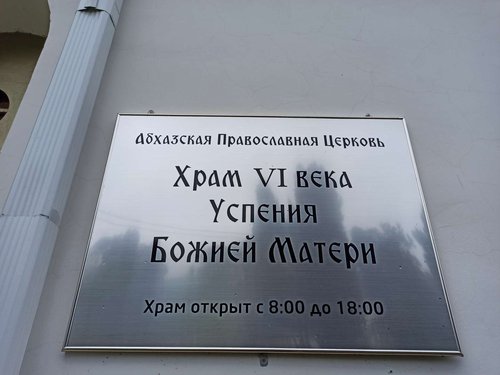 Абхазская Православная Церковь
Храм VI века
Успения
Божией Матери
Храм открыт с 8:00 до 18:00